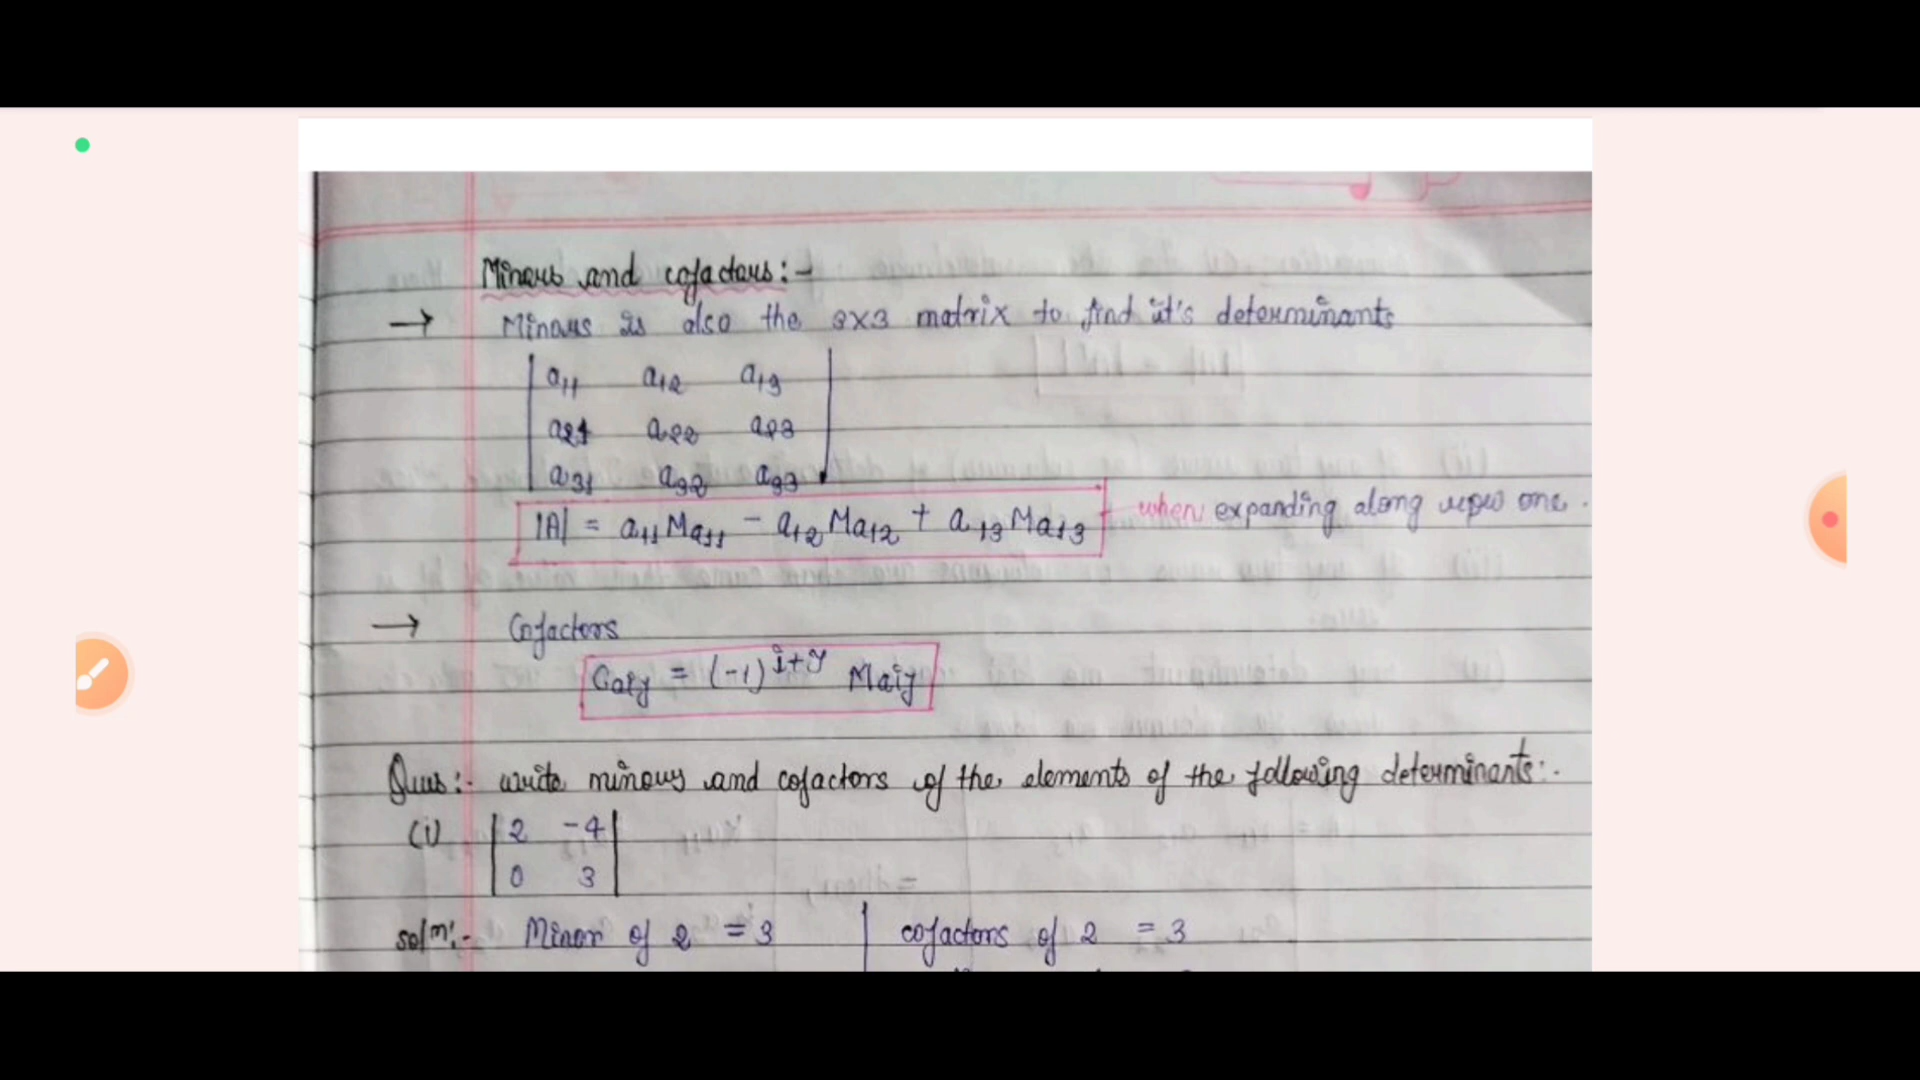 Minors and cofactors :-
→ Minors is also the 3x3 matrix to find it's determinants
a11 a12 a13
a21 a22 a23
a31 a32 a33
|A| = a11 Ma11 - a12 Ma12 + a13 Ma13 when expanding along row one.
→ Cofactors
Caij = (-1)^i+j Maij
Ques:- write minors and cofactors of the elements of the following determinants:-
(i) | 2 -4 |
| 0 3 |
soln:- Minor of 2 = 3 | cofactors of 2 = 3